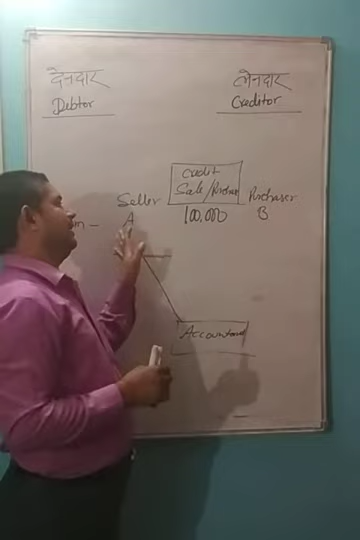 देनदार
Debtor
लेनदार
Creditor
Credit
Sale/Purchase
Seller
Purchaser
A
100,000
B
Accountant